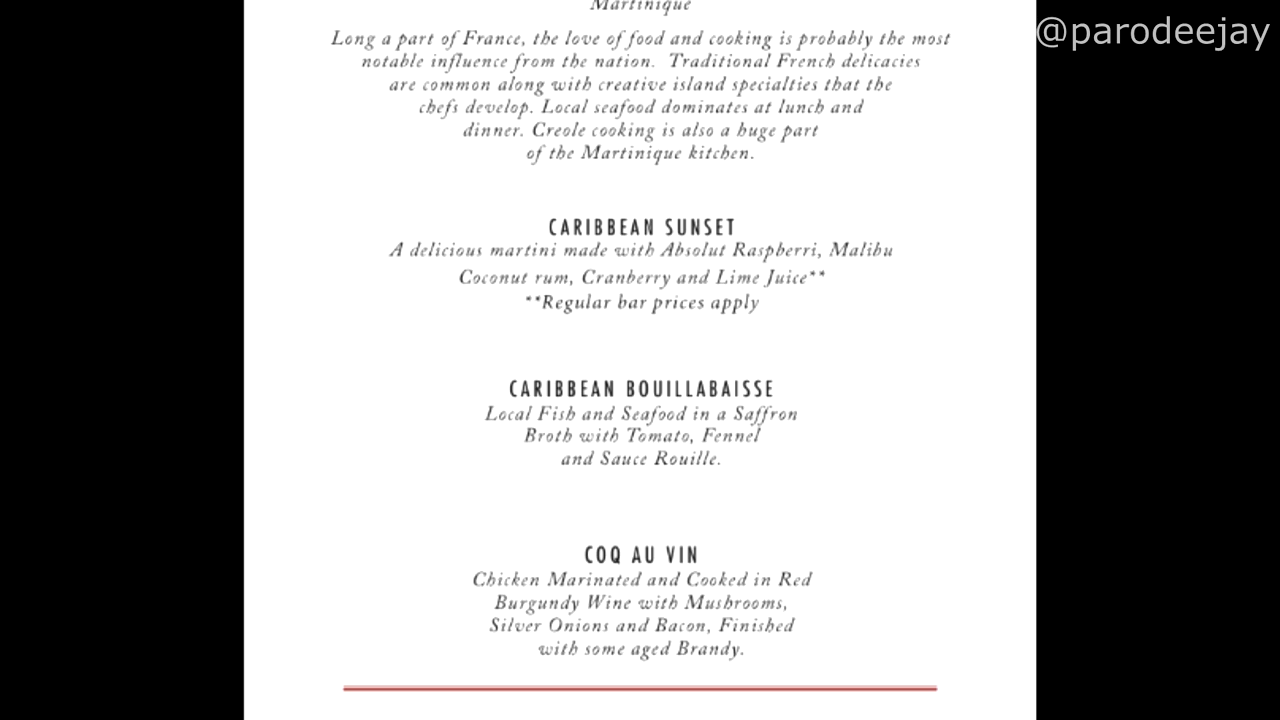 Martinique
@parodeejay
Long a part of France, the love of food and cooking is probably the most
notable influence from the nation. Traditional French delicacies
are common along with creative island specialties that the
chefs develop. Local seafood dominates at lunch and
dinner. Creole cooking is also a huge part
of the Martinique kitchen.
CARIBBEAN SUNSET
A delicious martini made with Absolut Raspberri, Malibu
Coconut rum, Cranberry and Lime Juice**
**Regular bar prices apply
CARIBBEAN BOUILLABAISSE
Local Fish and Seafood in a Saffron
Broth with Tomato, Fennel
and Sauce Rouille.
COQ AU VIN
Chicken Marinated and Cooked in Red
Burgundy Wine with Mushrooms,
Silver Onions and Bacon, Finished
with some aged Brandy.